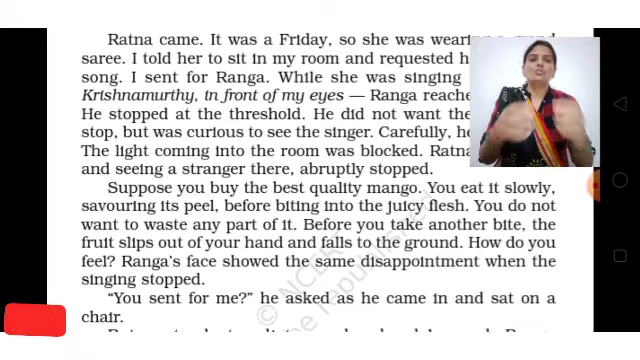 Ratna came. It was a Friday, so she was wearing a grand
saree. I told her to sit in my room and requested
song. I sent for Ranga. While she was singing
Krishnamurthy, in front of my eyes — Ranga reached
He stopped at the threshold. He did not want the
stop, but was curious to see the singer. Carefully, he
The light coming into the room was blocked. Ratna
and seeing a stranger there, abruptly stopped.
Suppose you buy the best quality mango. You eat it slowly,
savouring its peel, before biting into the juicy flesh. You do not
want to waste any part of it. Before you take another bite, the
fruit slips out of your hand and falls to the ground. How do you
feel? Ranga's face showed the same disappointment when the
singing stopped.
"You sent for me?" he asked as he came in and sat on a
chair.
© NCERT
be republished